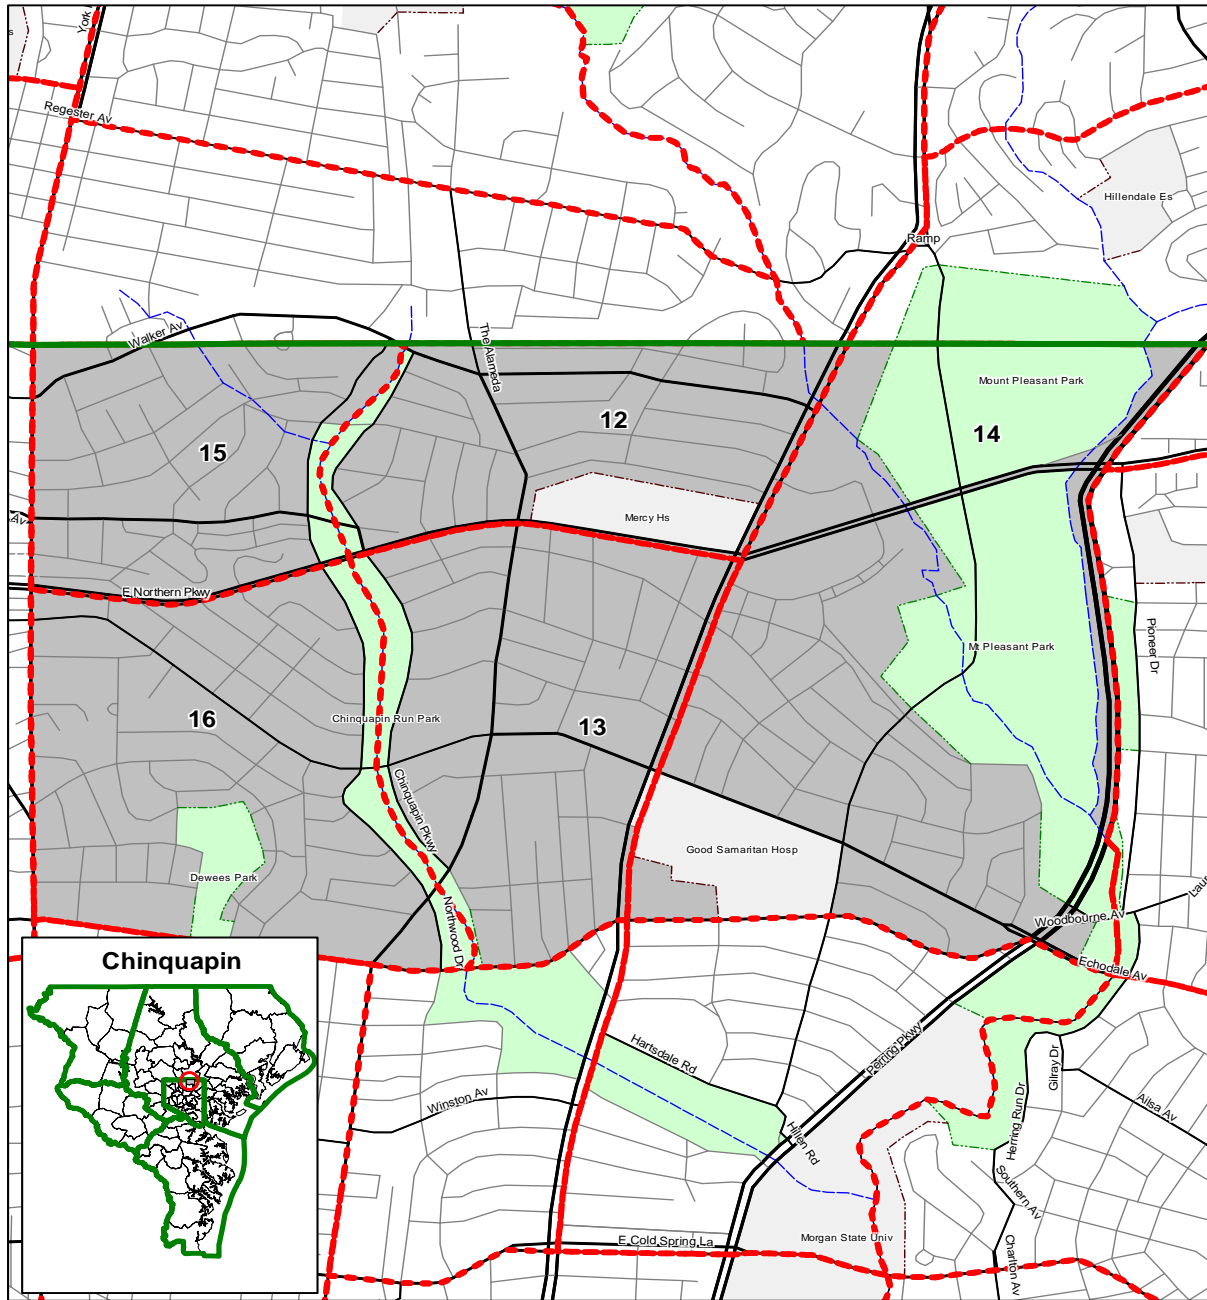 York
s
Regester Av
Hillendale Es
Ramp
Walker Av
The Alameda
Mount Pleasant Park
12
14
15
Mercy Hs
Av
E Northern Pkwy
Pioneer Dr
Mt Pleasant Park
16
Chinquapin Run Park
13
Chinquapin Pkwy
Good Samaritan Hosp
Dewees Park
Northwood Dr
Woodbourne Av
Laur
Echodale Av
Chinquapin
Perring Pkwy
Hartsdale Rd
Gilray Dr
Winston Av
Herring Run Dr
Ailsa Av
Hillen Rd
Southern Av
E Cold Spring La
Morgan State Univ
Charlton Av